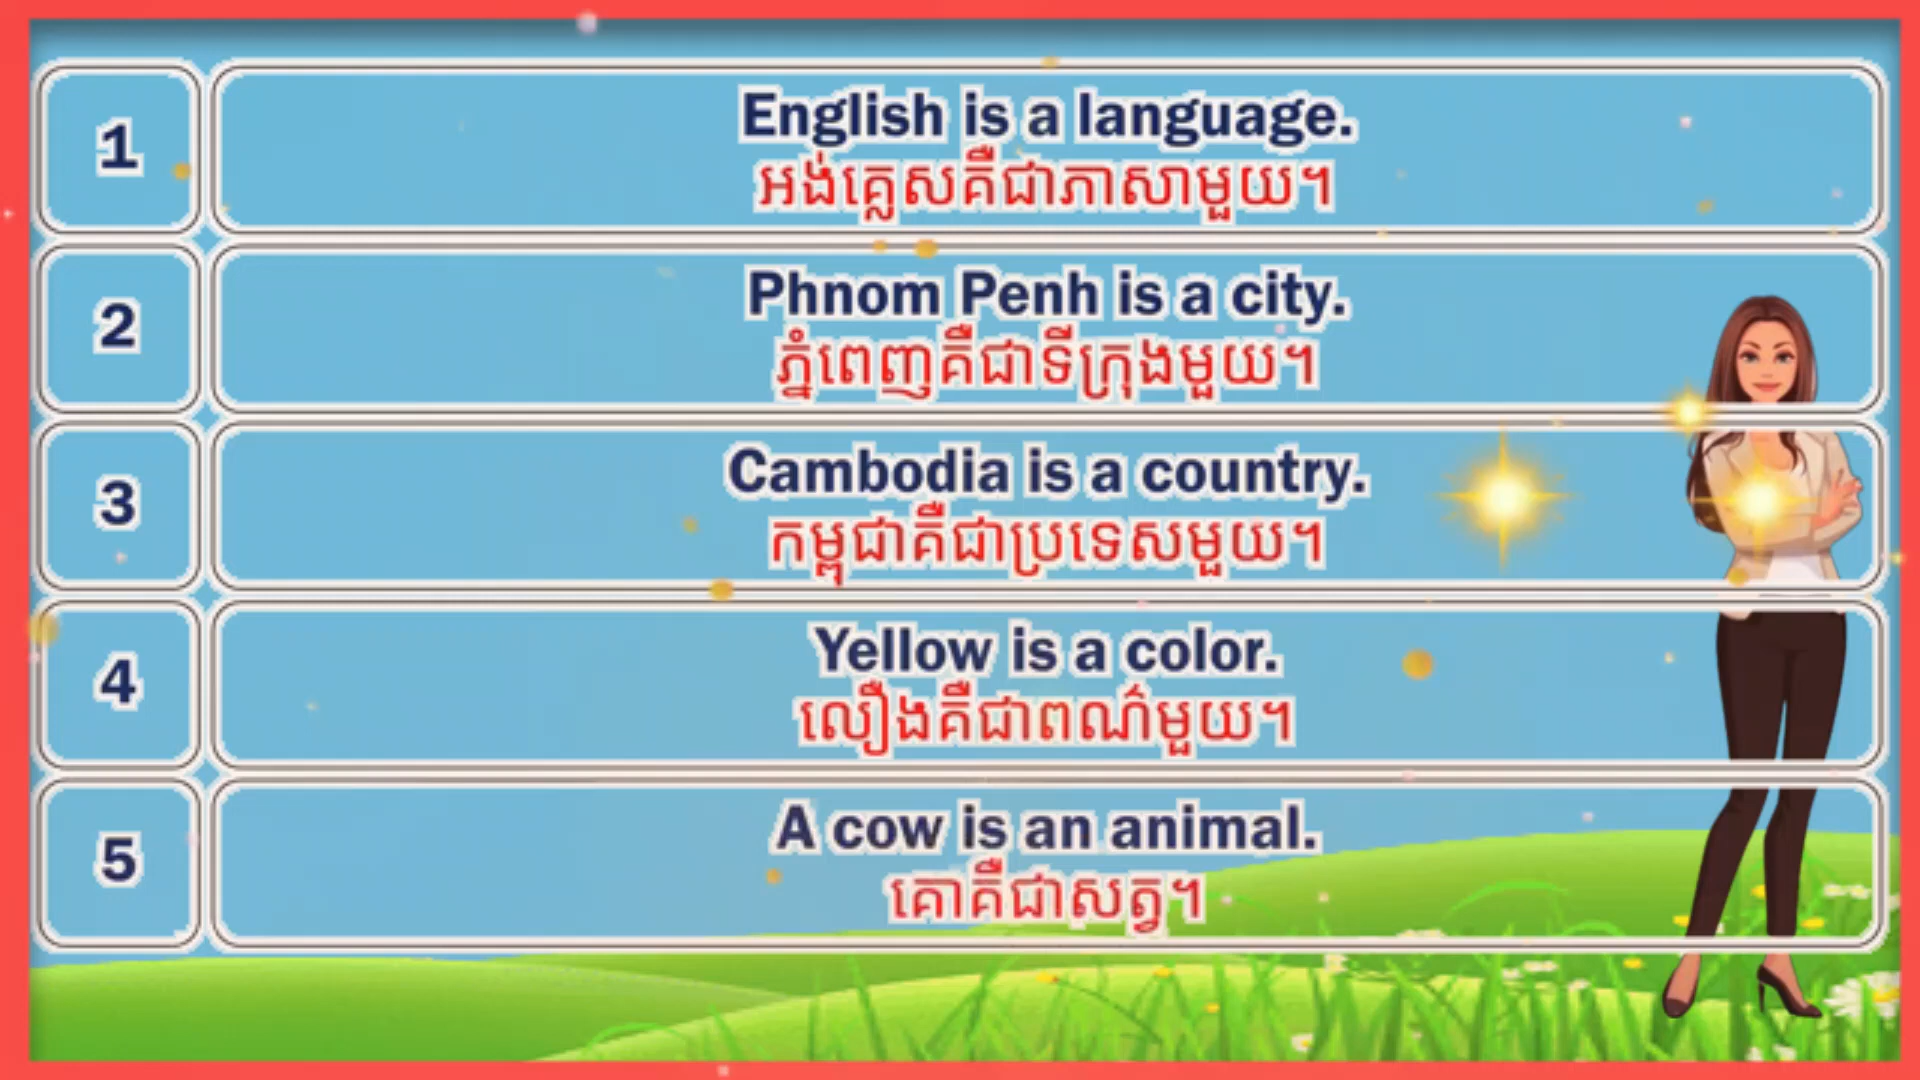 1
English is a language.
អង់គ្លេសគឺជាភាសាមួយ។
2
Phnom Penh is a city.
ភ្នំពេញគឺជាទីក្រុងមួយ។
3
Cambodia is a country.
កម្ពុជាគឺជាប្រទេសមួយ។
4
Yellow is a color.
លឿងគឺជាពណ៌មួយ។
5
A cow is an animal.
គោគឺជាសត្វ។